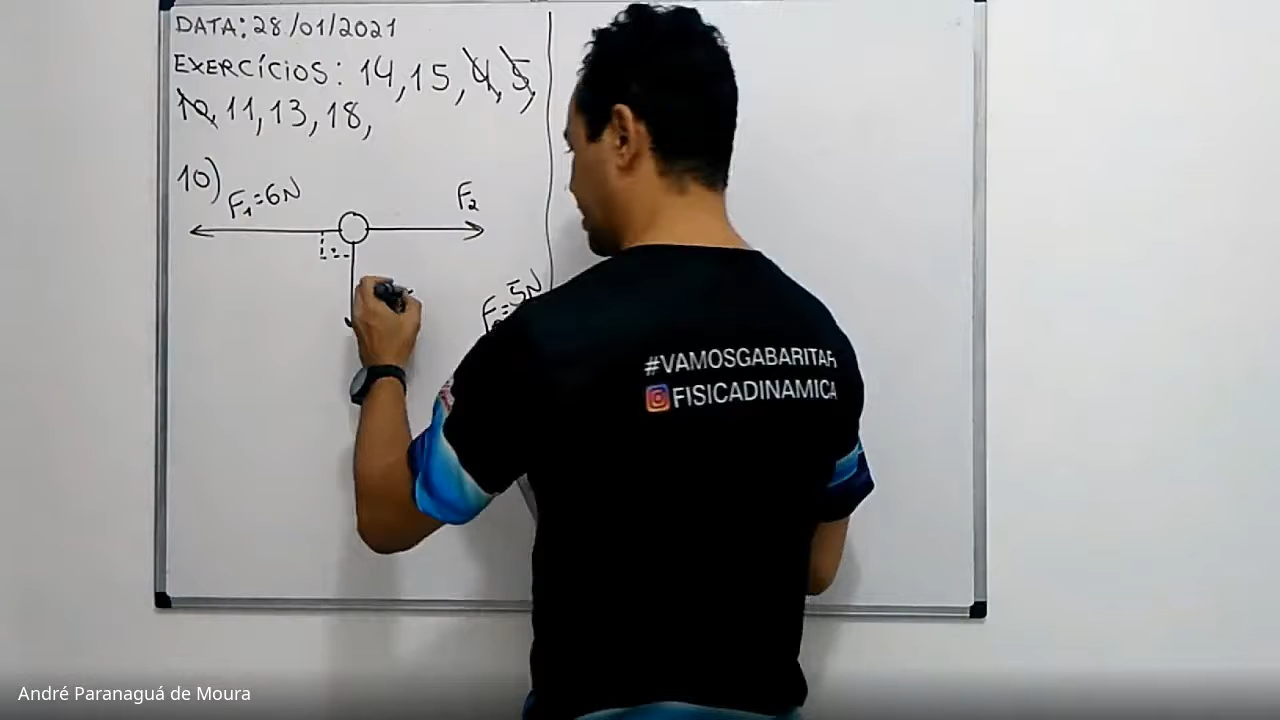 DATA: 28/01/2021
EXERCÍCIOS: 14, 15, 4, 5,
10, 11, 13, 18,
10)
F₁=6N
F₂
=5N
#VAMOSGABARITAR
FISICADINAMICA
André Paranaguá de Moura